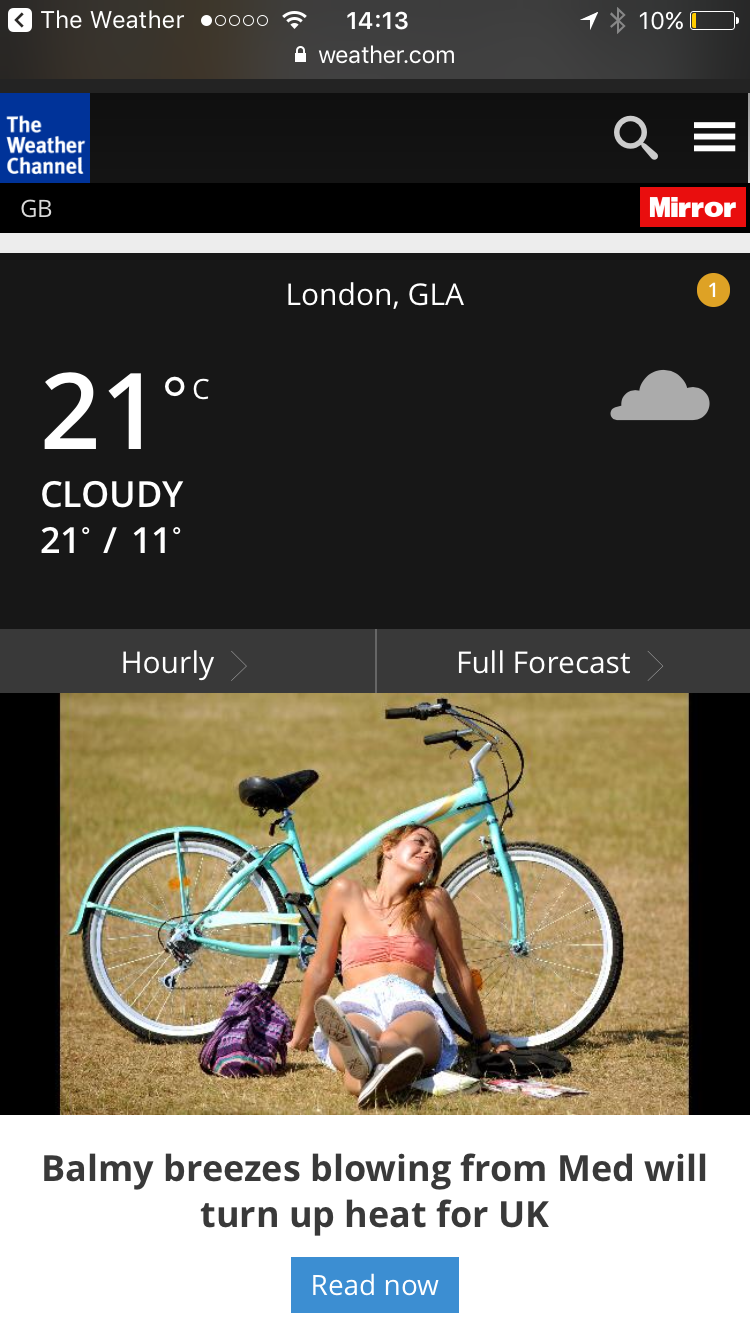 The Weather 14:13 10%
weather.com
The
Weather
Channel
GB Mirror
London, GLA 1
21°C
CLOUDY
21° / 11°
Hourly Full Forecast
Balmy breezes blowing from Med will
turn up heat for UK
Read now